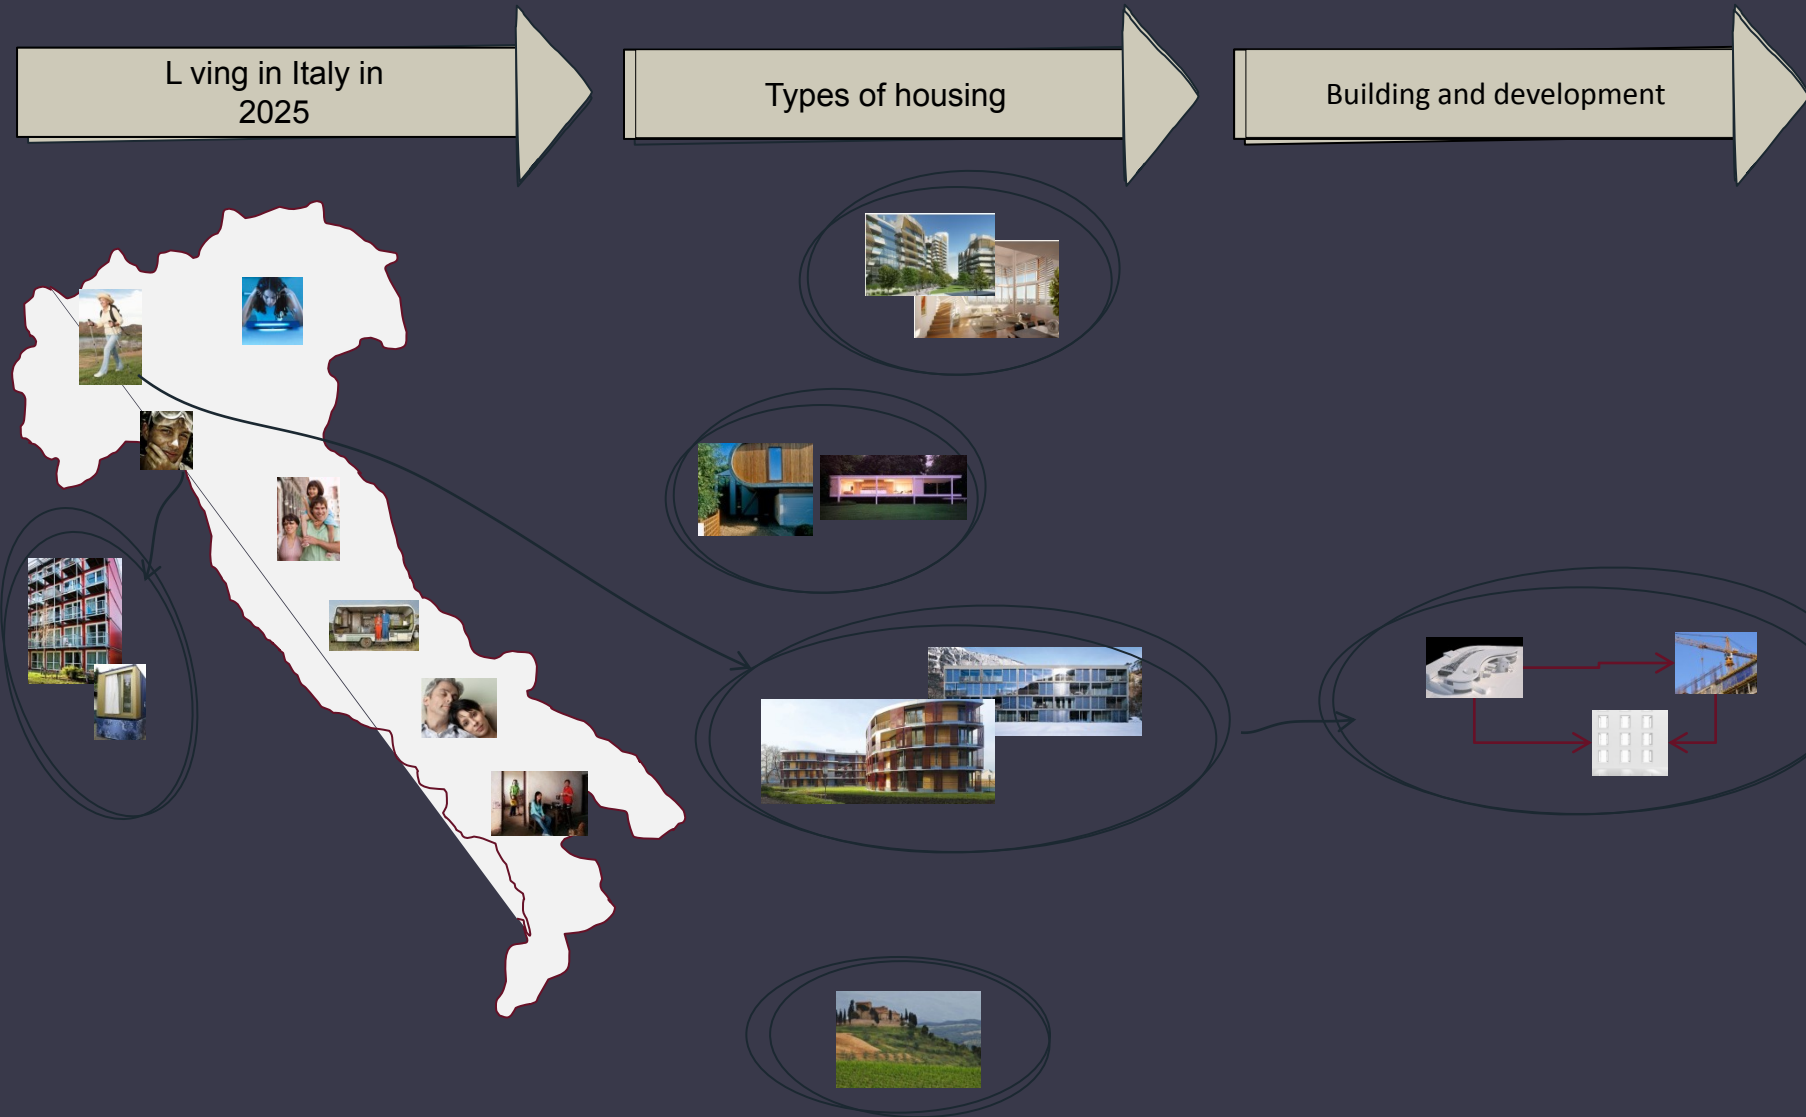 L ving in Italy in
2025
Types of housing
Building and development